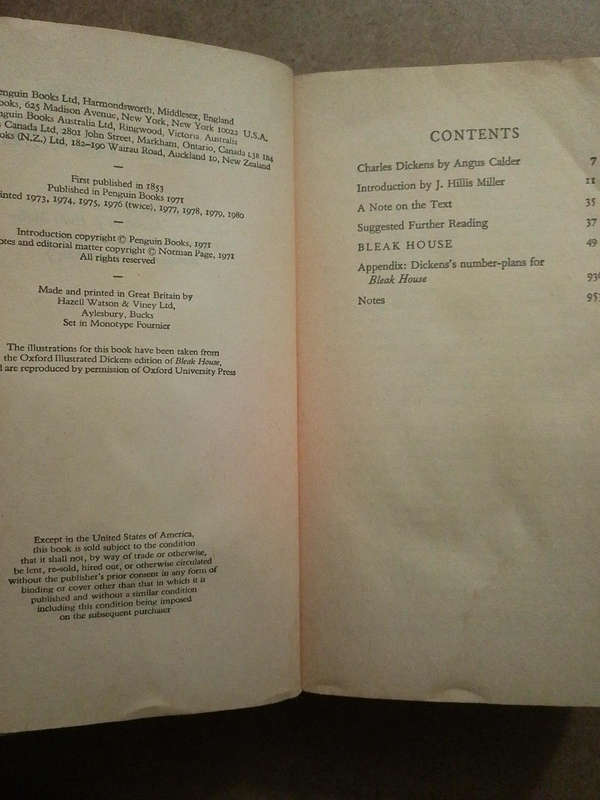 enguin Books Ltd, Harmondsworth, Middlesex, England
ooks, 625 Madison Avenue, New York, New York 10022 U.S.A.
nguin Books Australia Ltd, Ringwood, Victoria, Australia
Canada Ltd, 2801 John Street, Markham, Ontario, Canada L3R 1B4
ooks (N.Z.) Ltd, 182-190 Wairau Road, Auckland 10, New Zealand
—
First published in 1853
Published in Penguin Books 1971
inted 1973, 1974, 1975, 1976 (twice), 1977, 1978, 1979, 1980
—
Introduction copyright © Penguin Books, 1971
otes and editorial matter copyright © Norman Page, 1971
All rights reserved
—
Made and printed in Great Britain by
Hazell Watson & Viney Ltd,
Aylesbury, Bucks
Set in Monotype Fournier
The illustrations for this book have been taken from
the Oxford Illustrated Dickens edition of Bleak House,
d are reproduced by permission of Oxford University Press
Except in the United States of America,
this book is sold subject to the condition
that it shall not, by way of trade or otherwise,
be lent, re-sold, hired out, or otherwise circulated
without the publisher's prior consent in any form of
binding or cover other than that in which it is
published and without a similar condition
including this condition being imposed
on the subsequent purchaser
CONTENTS
Charles Dickens by Angus Calder 7
Introduction by J. Hillis Miller 11
A Note on the Text 35
Suggested Further Reading 37
BLEAK HOUSE 49
Appendix: Dickens's number-plans for
Bleak House 936
Notes 95